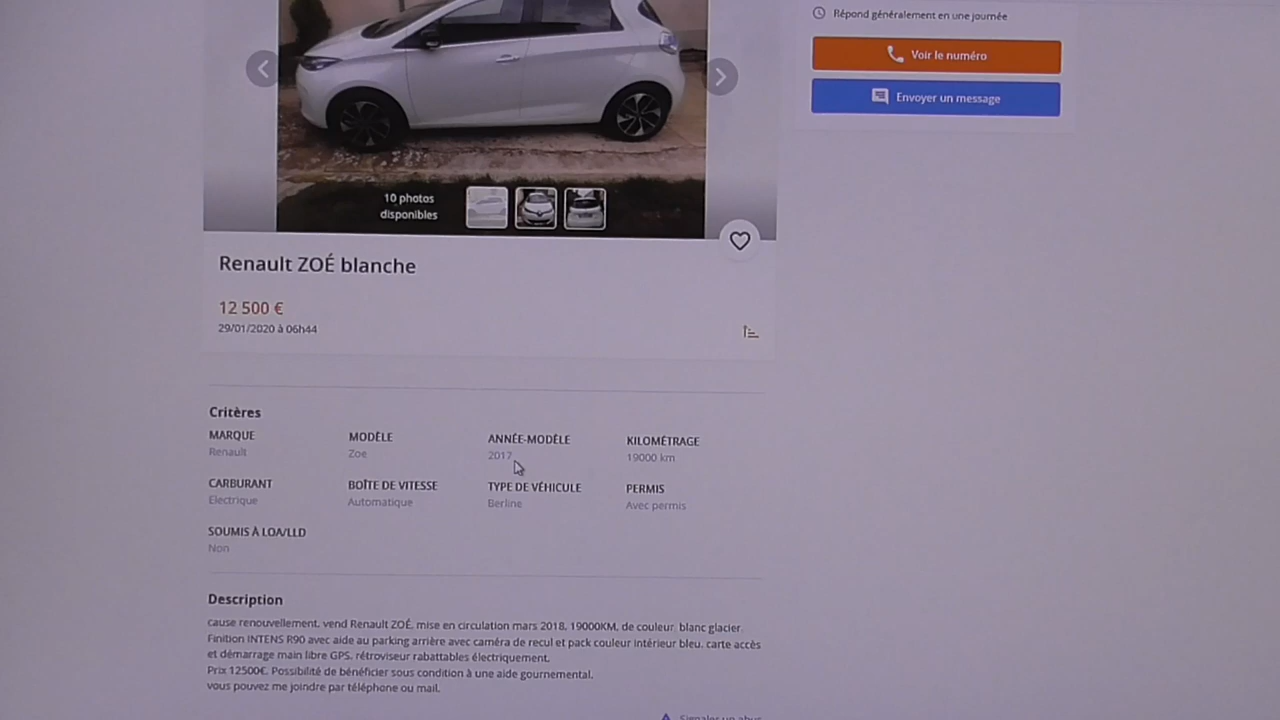 Répond généralement en une journée
Voir le numéro
Envoyer un message
10 photos
disponibles
Renault ZOÉ blanche
12 500 €
29/01/2020 à 06h44
Critères
MARQUE
Renault
MODÈLE
Zoe
ANNÉE-MODÈLE
2017
KILOMÉTRAGE
19000 km
CARBURANT
Electrique
BOÎTE DE VITESSE
Automatique
TYPE DE VÉHICULE
Berline
PERMIS
Avec permis
SOUMIS À LOA/LLD
Non
Description
cause renouvellement, vend Renault ZOÉ, mise en circulation mars 2018, 19000KM, de couleur, blanc glacier.
Finition INTENS R90 avec aide au parking arrière avec caméra de recul et pack couleur intérieur bleu, carte accès
et démarrage main libre GPS, rétroviseur rabattables électriquement,
Prix 12500€. Possibilité de bénéficier sous condition à une aide gournemental.
vous pouvez me joindre par téléphone ou mail.
Signaler un abus